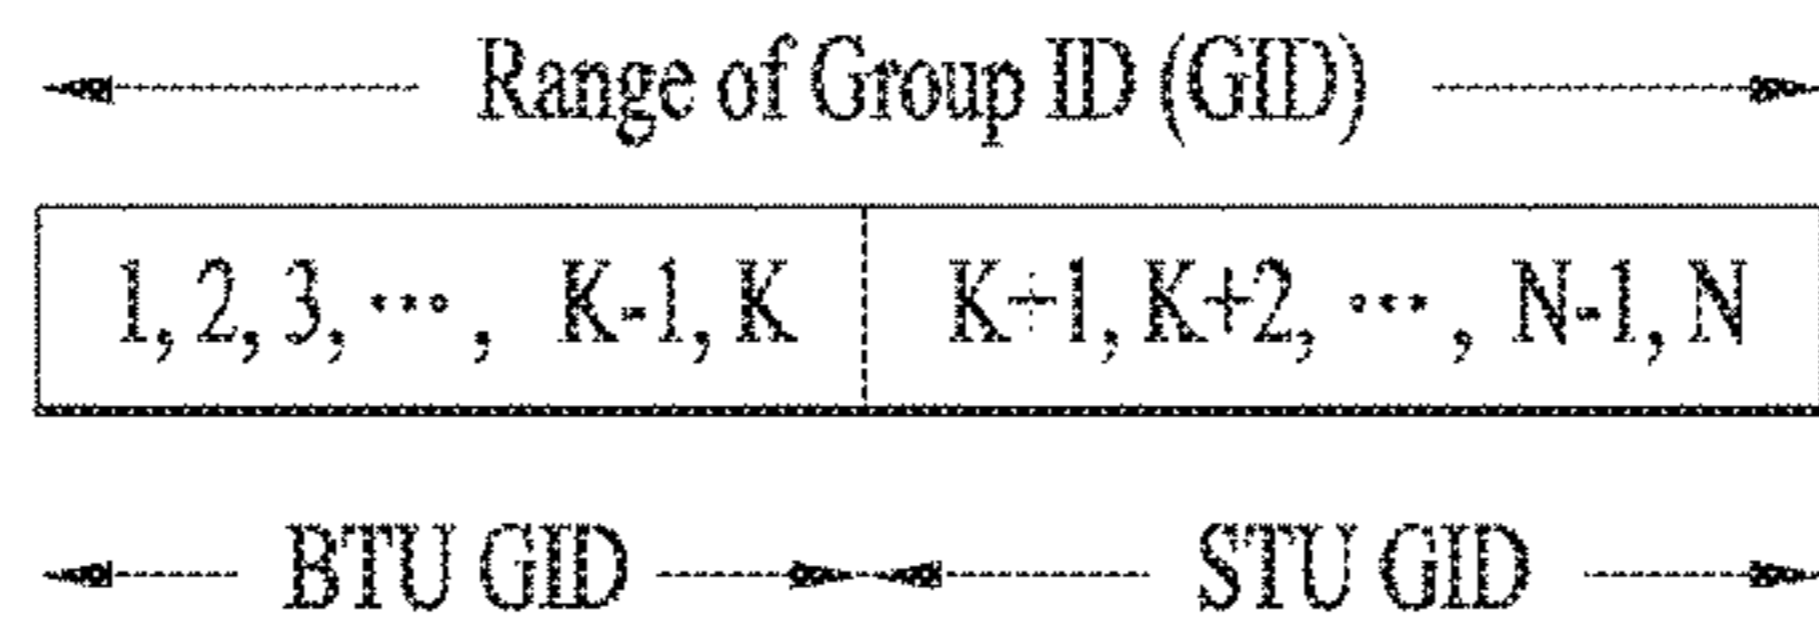 Range of Group ID (GID)
1, 2, 3, ···, K-1, K K+1, K+2, ···, N-1, N
BTU GID STU GID